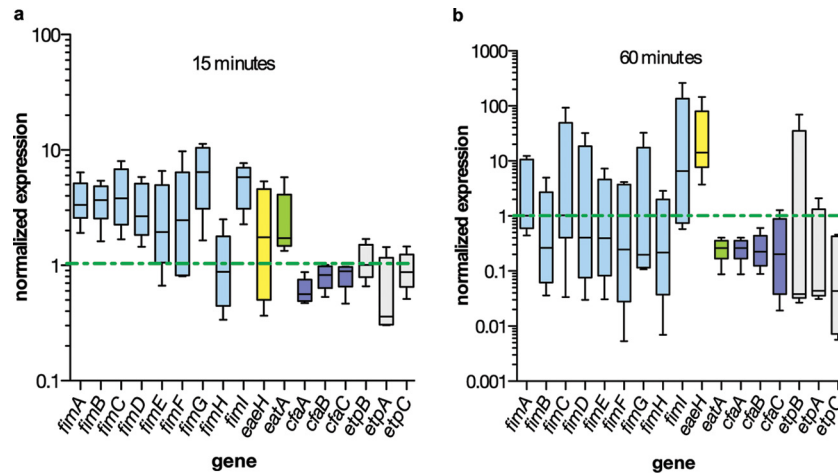 a
15 minutes
normalized expression
100
10
1
0.1
fimA
fimB
fimC
fimD
fimE
fimF
fimG
fimH
fimI
eaeH
eatA
cfaA
cfaB
cfaC
etpB
etpA
etpC
gene
b
60 minutes
normalized expression
1000
100
10
1
0.1
0.01
0.001
fimA
fimB
fimC
fimD
fimE
fimF
fimG
fimH
fimI
eaeH
eatA
cfaA
cfaB
cfaC
etpB
etpA
etpC
gene